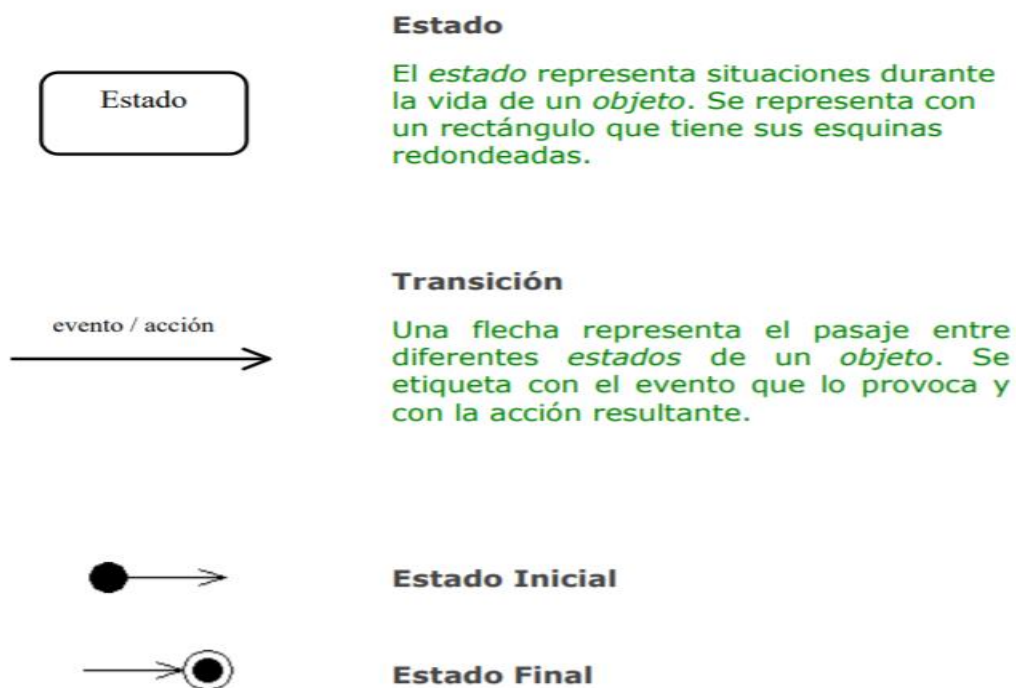 Estado
Estado
El estado representa situaciones durante
la vida de un objeto. Se representa con
un rectángulo que tiene sus esquinas
redondeadas.
Transición
evento / acción
Una flecha representa el pasaje entre
diferentes estados de un objeto. Se
etiqueta con el evento que lo provoca y
con la acción resultante.
Estado Inicial
Estado Final